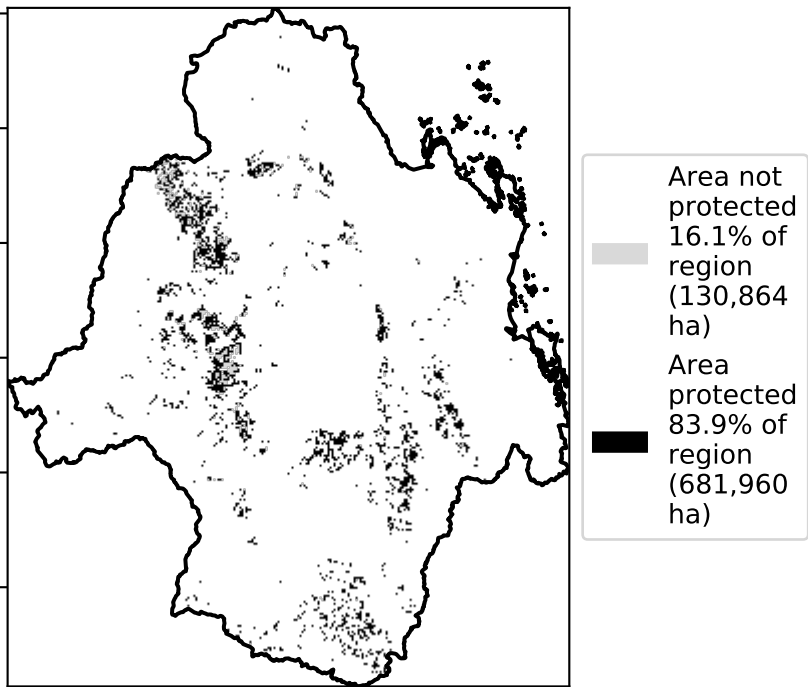 Area not
protected
16.1% of
region
(130,864
ha)
Area
protected
83.9% of
region
(681,960
ha)